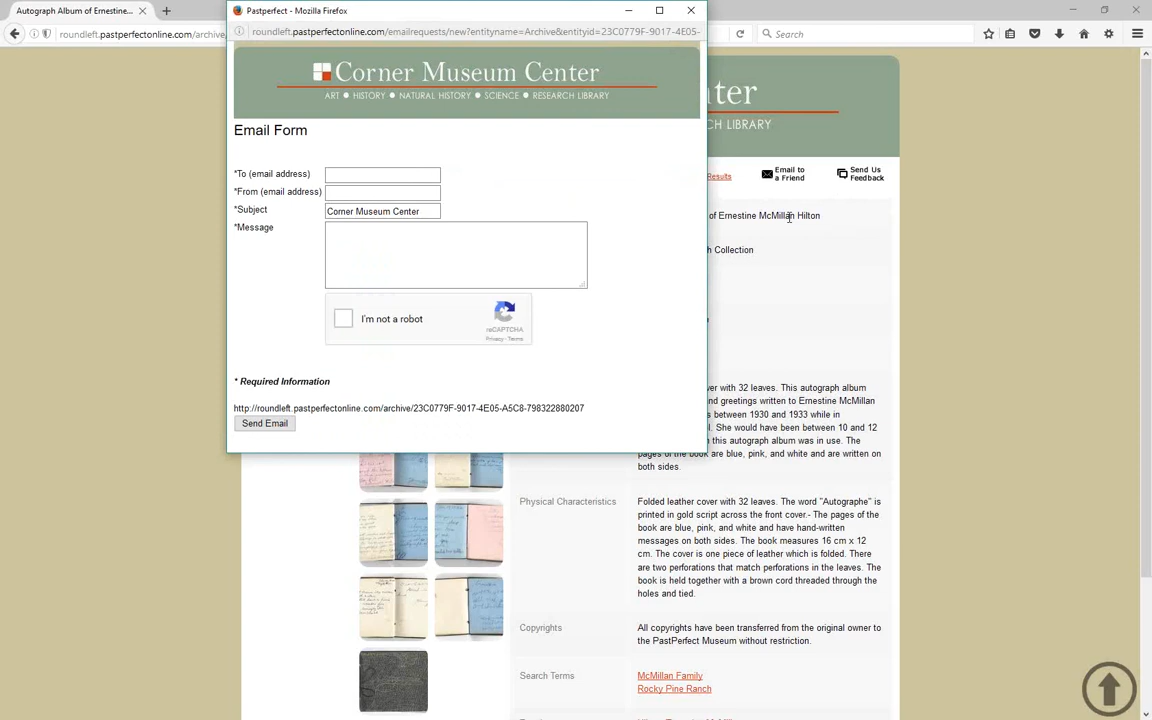 Autograph Album of Ernestine...
Pastperfect - Mozilla Firefox
roundleft.pastperfectonline.com/archive
roundleft.pastperfectonline.com/emailrequests/new?entityname=Archive&entityid=23C0779F-9017-4E05-
Search
Corner Museum Center
ART ● HISTORY ● NATURAL HISTORY ● SCIENCE ● RESEARCH LIBRARY
Email Form
*To (email address)
*From (email address)
*Subject
Corner Museum Center
*Message
I'm not a robot
reCAPTCHA
Privacy - Terms
* Required Information
http://roundleft.pastperfectonline.com/archive/23C0779F-9017-4E05-A5C8-798322880207
Send Email
nter
CH LIBRARY
Results
Email to
a Friend
Send Us
Feedback
of Ernestine McMillan Hilton
h Collection
ver with 32 leaves. This autograph album
nd greetings written to Ernestine McMillan
s between 1930 and 1933 while in
l. She would have been between 10 and 12
n this autograph album was in use. The
pages of the book are blue, pink, and white and are written on
both sides.
Physical Characteristics
Folded leather cover with 32 leaves. The word "Autographe" is
printed in gold script across the front cover.- The pages of the
book are blue, pink, and white and have hand-written
messages on both sides. The book measures 16 cm x 12
cm. The cover is one piece of leather which is folded. There
are two perforations that match perforations in the leaves. The
book is held together with a brown cord threaded through the
holes and tied.
Copyrights
All copyrights have been transferred from the original owner to
the PastPerfect Museum without restriction.
Search Terms
McMillan Family
Rocky Pine Ranch